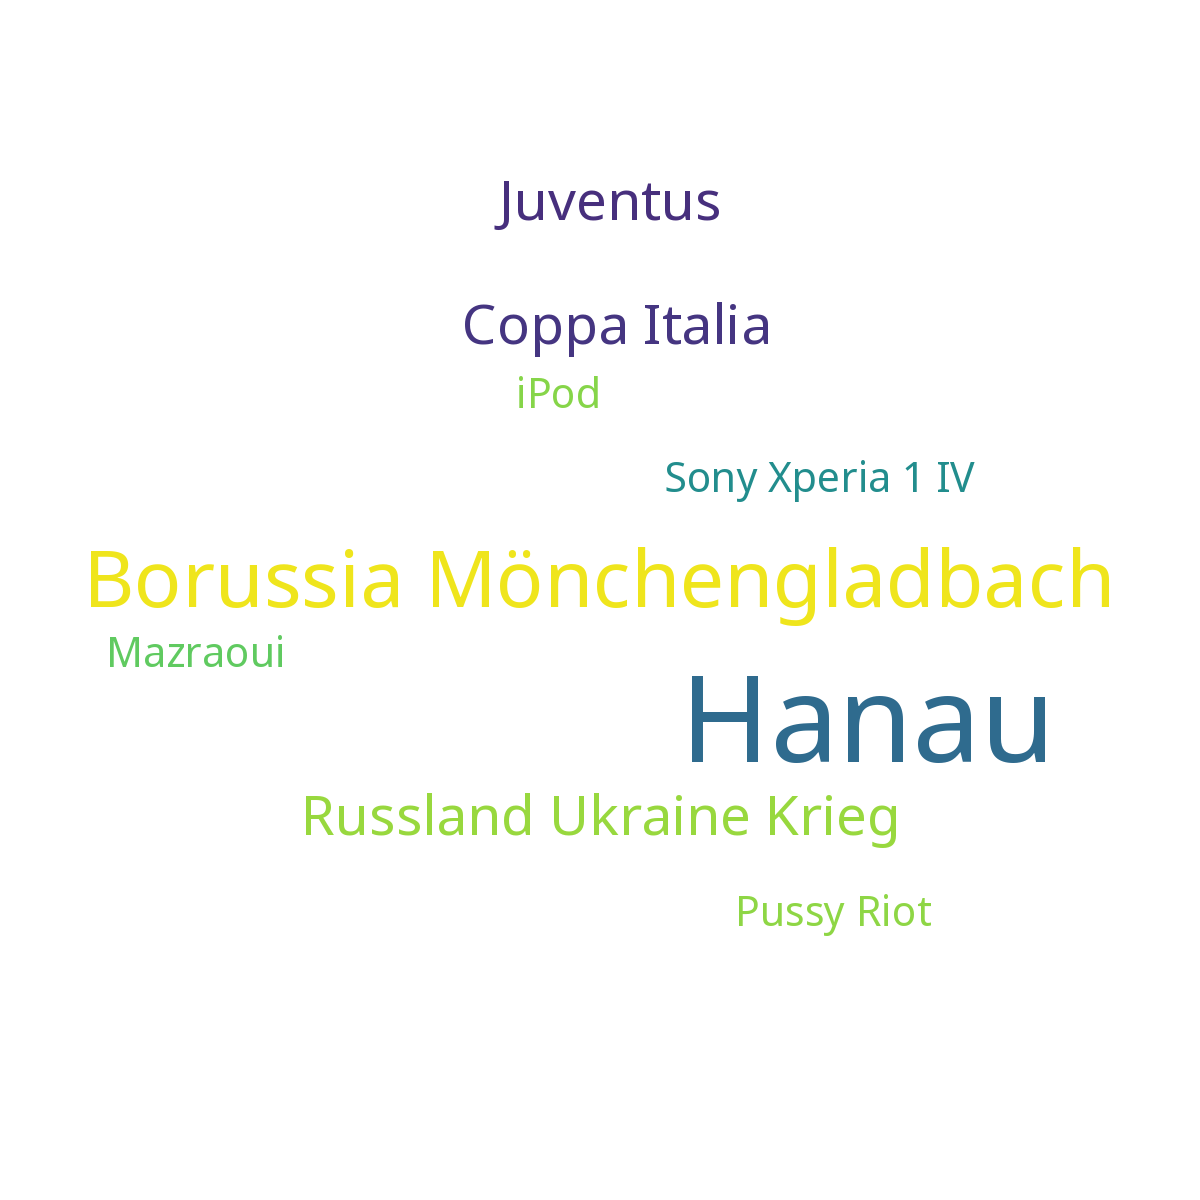 Juventus
Coppa Italia
iPod
Sony Xperia 1 IV
Borussia Mönchengladbach
Mazraoui
Hanau
Russland Ukraine Krieg
Pussy Riot